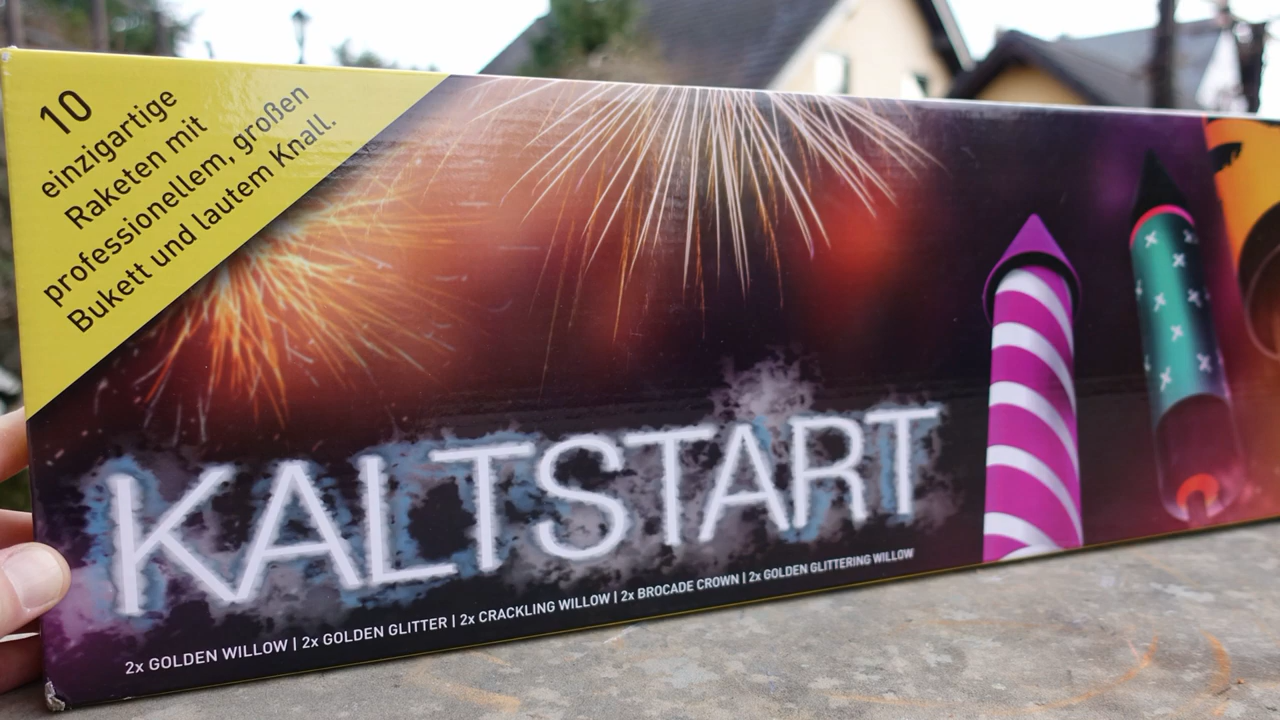 10
einzigartige
Raketen mit
professionellem, großen
Bukett und lautem Knall.
KALTSTART
2x GOLDEN WILLOW | 2x GOLDEN GLITTER | 2x CRACKLING WILLOW | 2x BROCADE CROWN | 2x GOLDEN GLITTERING WILLOW